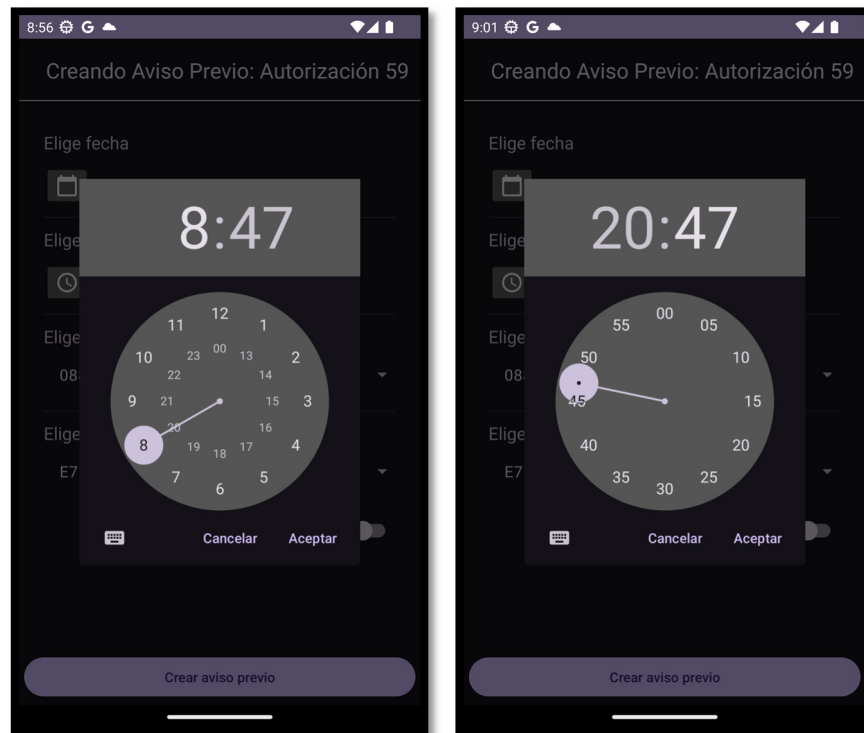 8:56 G
Creando Aviso Previo: Autorización 59
Elige fecha
8:47
Elige
12
11 1
10 23 00 13 2
22 14
9 21 15 3
20 16
8 19 18 17 4
7 5
6
Elige
08
Elige
E7
Cancelar Aceptar
Crear aviso previo
9:01 G
Creando Aviso Previo: Autorización 59
Elige fecha
20:47
Elige
00
55 05
50 10
45 15
40 20
35 25
30
Elige
08
Elige
E7
Cancelar Aceptar
Crear aviso previo